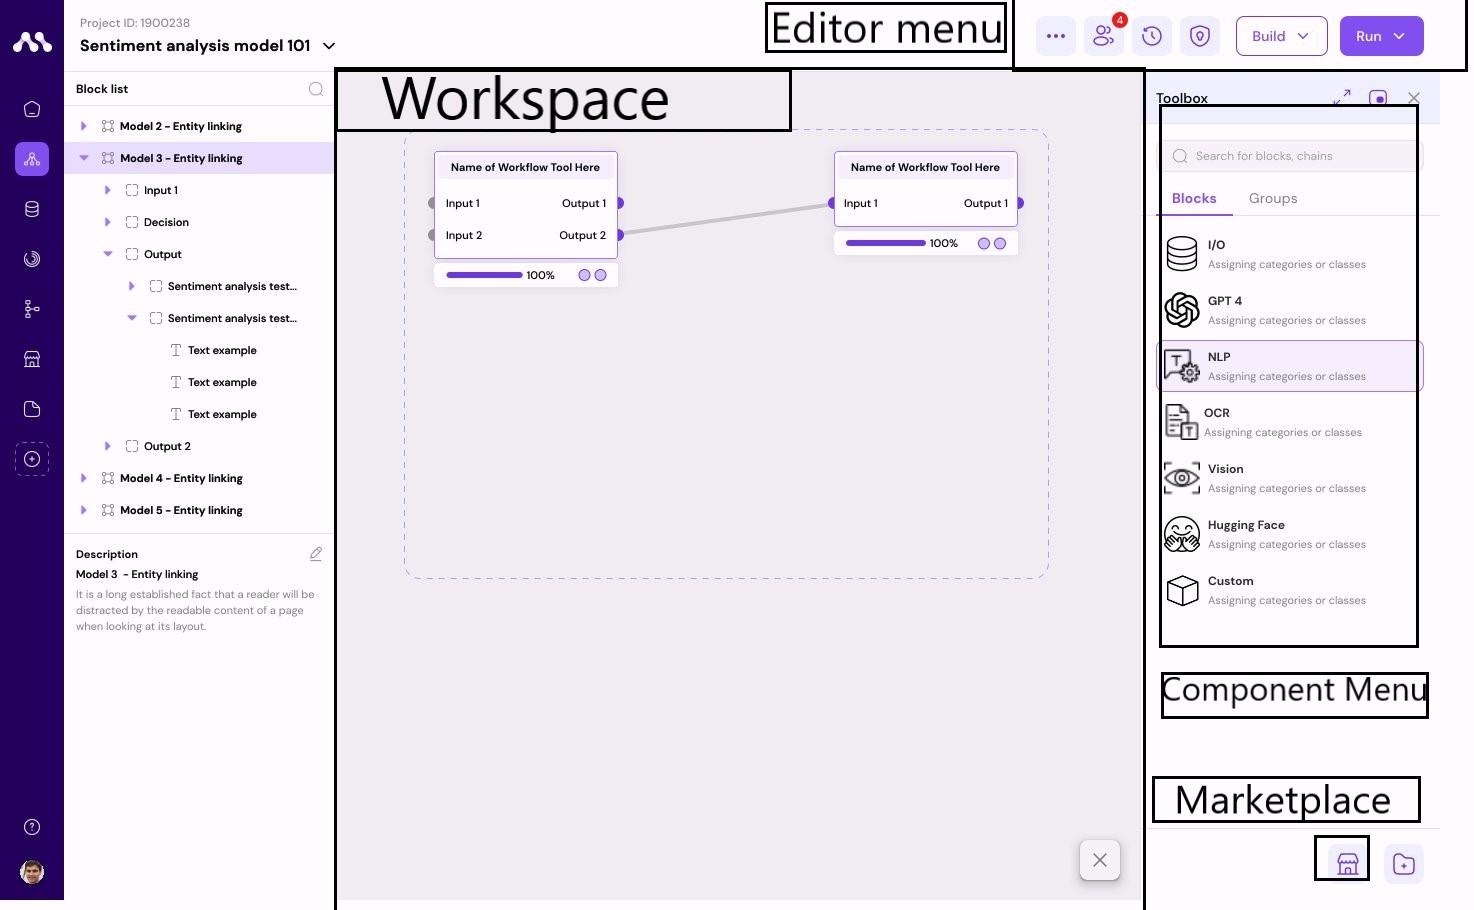 Project ID: 1900238
Sentiment analysis model 101
Editor menu
4
Build
Run
Block list
Model 2 - Entity linking
Model 3 - Entity linking
Input 1
Decision
Output
Sentiment analysis test...
Sentiment analysis test...
Text example
Text example
Text example
Output 2
Model 4 - Entity linking
Model 5 - Entity linking
Description
Model 3 - Entity linking
It is a long established fact that a reader will be
distracted by the readable content of a page
when looking at its layout.
Workspace
Name of Workflow Tool Here
Input 1 Output 1
Input 2 Output 2
100%
Name of Workflow Tool Here
Input 1 Output 1
100%
Toolbox
Search for blocks, chains
Blocks Groups
I/O
Assigning categories or classes
GPT 4
Assigning categories or classes
NLP
Assigning categories or classes
OCR
Assigning categories or classes
Vision
Assigning categories or classes
Hugging Face
Assigning categories or classes
Custom
Assigning categories or classes
Component Menu
Marketplace